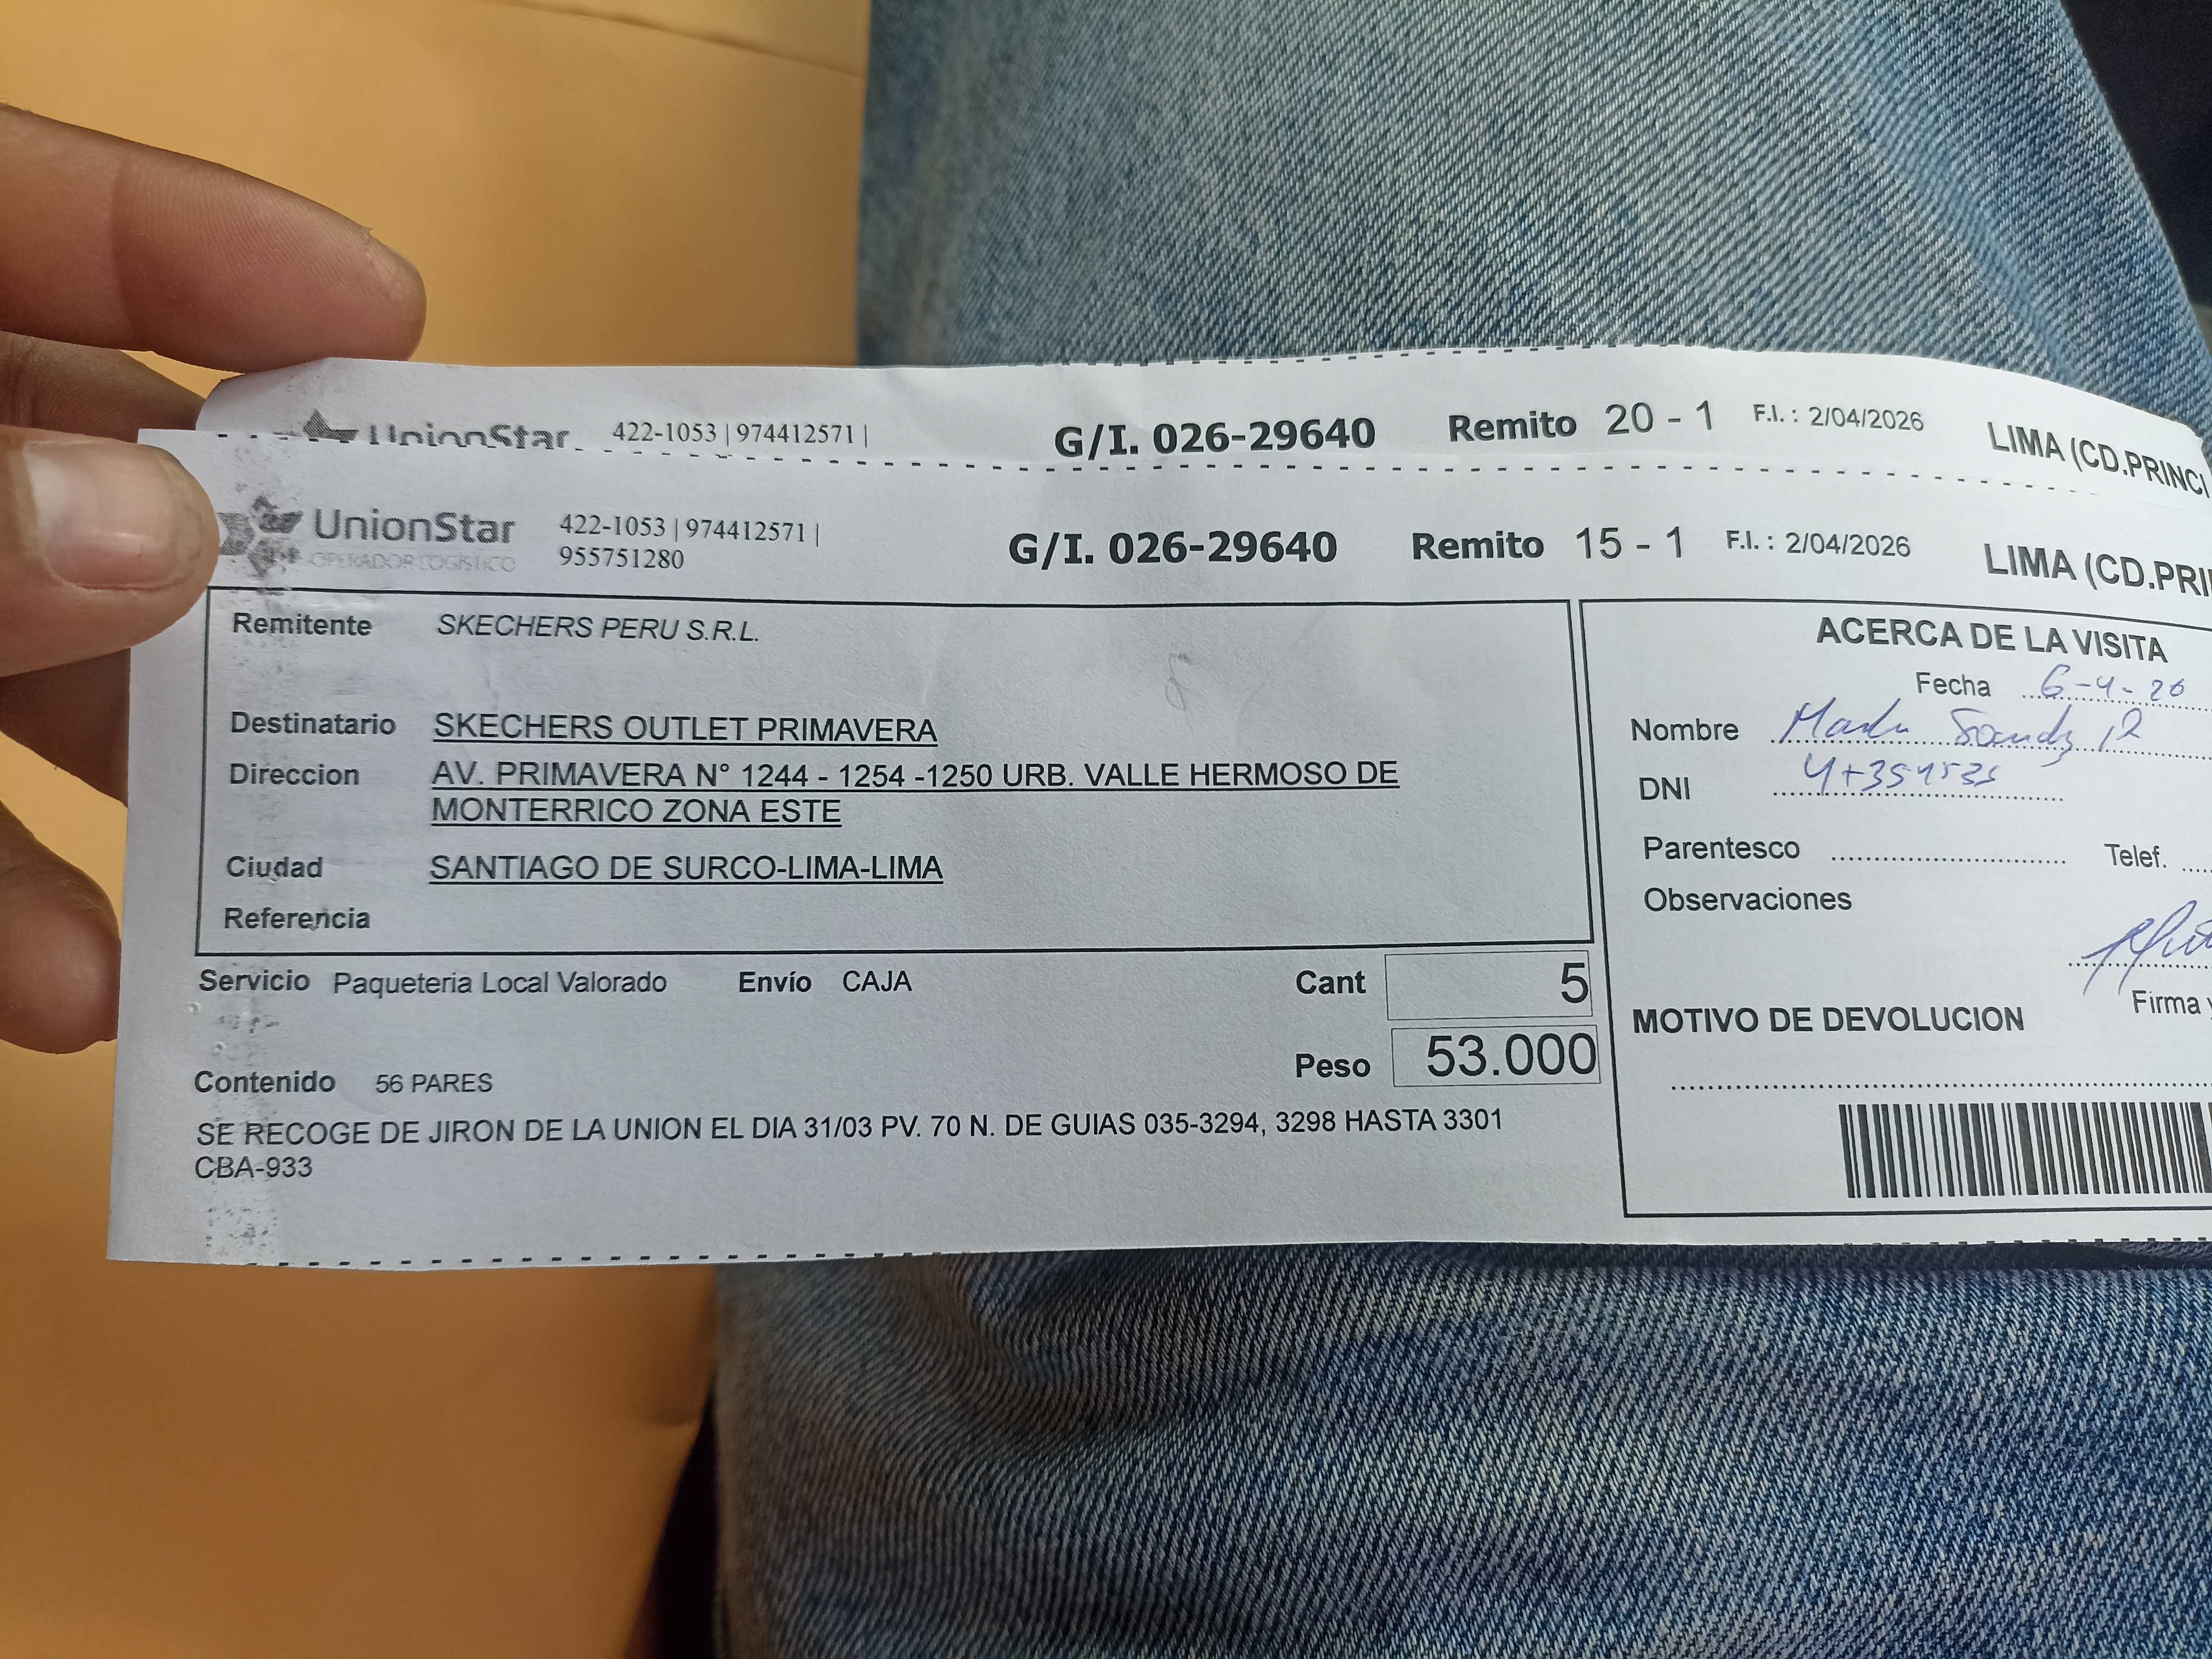 UnionStar 422-1053 | 974412571 | G/I. 026-29640 Remito 20 - 1 F.I. : 2/04/2026 LIMA (CD.PRINCI
UnionStar 422-1053 | 974412571 | G/I. 026-29640 Remito 15 - 1 F.I. : 2/04/2026 LIMA (CD.PRI
OPERADOR LOGISTICO 955751280
Remitente SKECHERS PERU S.R.L.
Destinatario SKECHERS OUTLET PRIMAVERA
Direccion AV. PRIMAVERA N° 1244 - 1254 -1250 URB. VALLE HERMOSO DE
MONTERRICO ZONA ESTE
Ciudad SANTIAGO DE SURCO-LIMA-LIMA
Referencia
Servicio Paqueteria Local Valorado Envío CAJA Cant 5
Peso 53.000
Contenido 56 PARES
SE RECOGE DE JIRON DE LA UNION EL DIA 31/03 PV. 70 N. DE GUIAS 035-3294, 3298 HASTA 3301
CBA-933
ACERCA DE LA VISITA
Fecha 6-4-26
Nombre
DNI
Parentesco Telef.
Observaciones
Firma y
MOTIVO DE DEVOLUCION